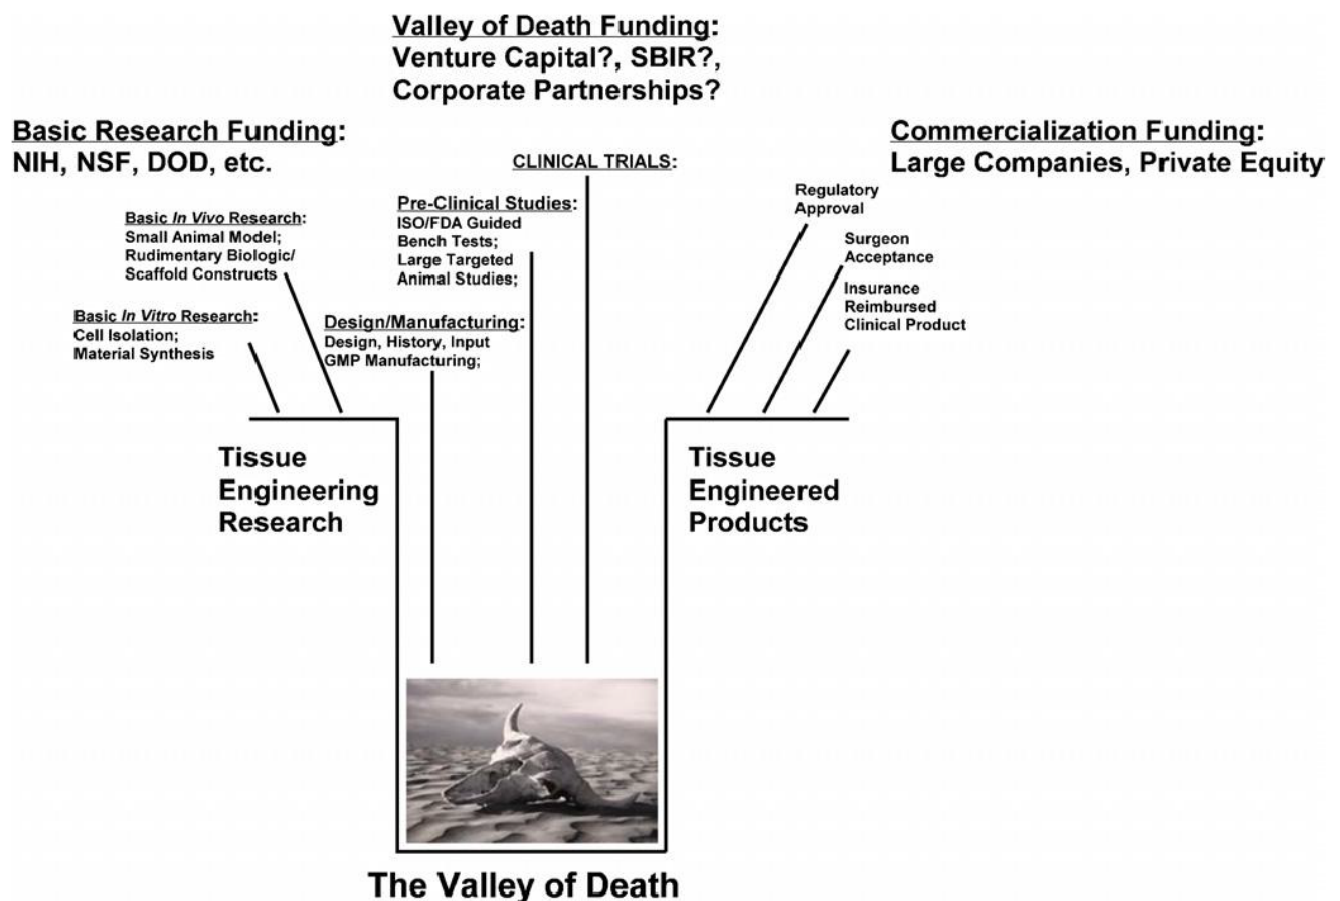 Valley of Death Funding:
Venture Capital?, SBIR?,
Corporate Partnerships?
Basic Research Funding:
NIH, NSF, DOD, etc.
Commercialization Funding:
Large Companies, Private Equity
CLINICAL TRIALS:
Pre-Clinical Studies:
ISO/FDA Guided
Bench Tests;
Large Targeted
Animal Studies;
Regulatory
Approval
Basic In Vivo Research:
Small Animal Model;
Rudimentary Biologic/
Scaffold Constructs
Surgeon
Acceptance
Insurance
Reimbursed
Clinical Product
Basic In Vitro Research:
Cell Isolation;
Material Synthesis
Design/Manufacturing:
Design, History, Input
GMP Manufacturing;
Tissue
Engineering
Research
Tissue
Engineered
Products
The Valley of Death